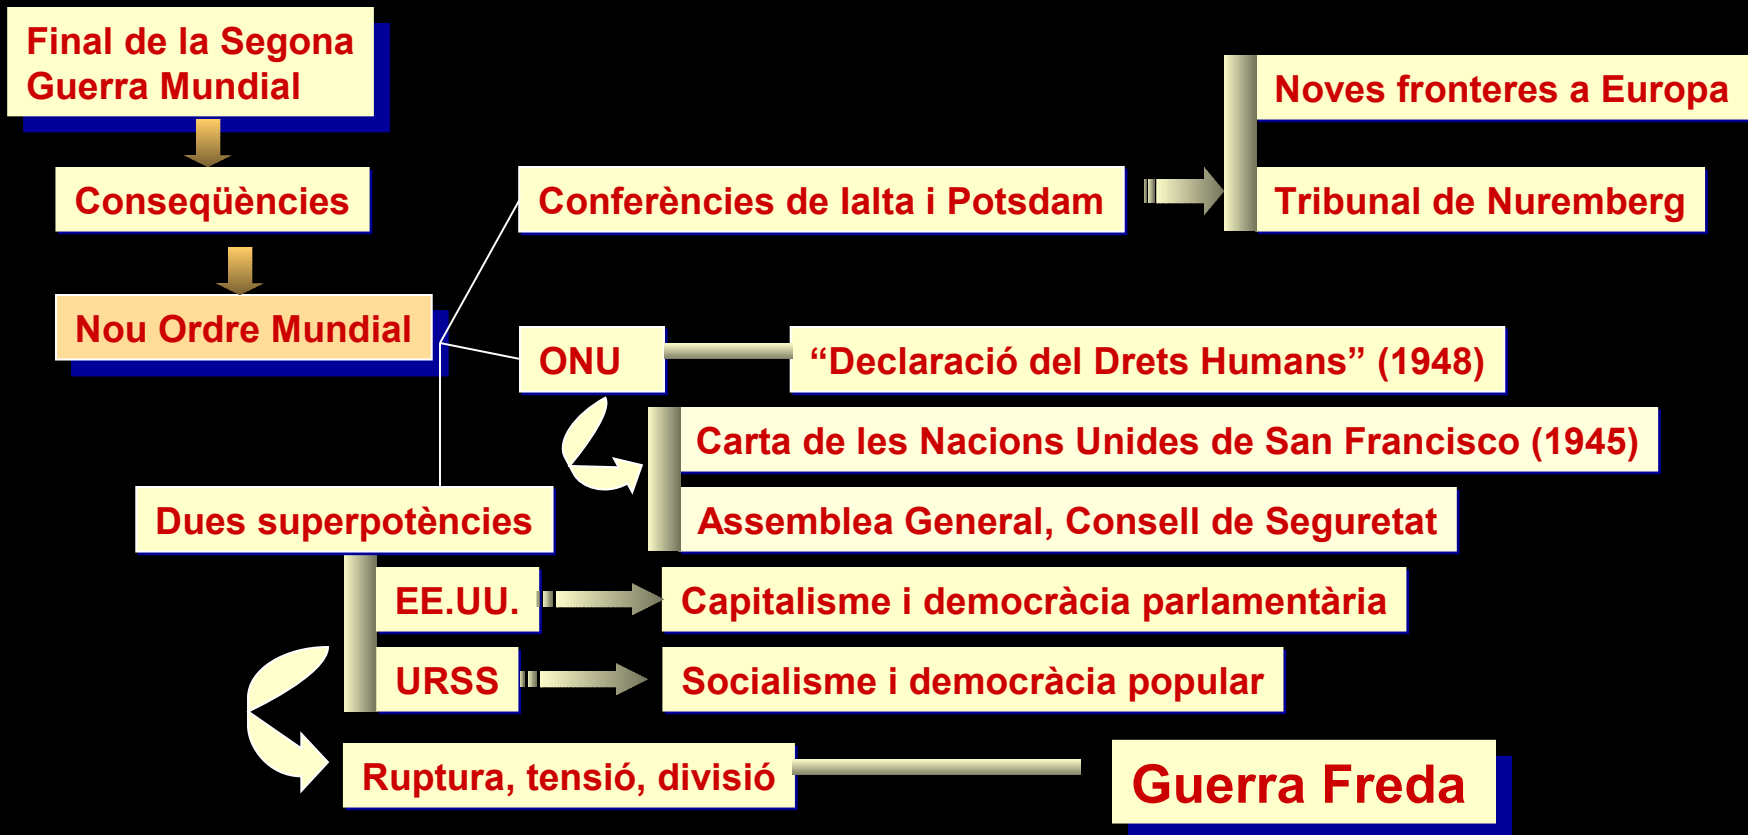 Final de la Segona
Guerra Mundial
Noves fronteres a Europa
Conseqüències
Conferències de Ialta i Potsdam
Tribunal de Nuremberg
Nou Ordre Mundial
ONU
“Declaració del Drets Humans” (1948)
Carta de les Nacions Unides de San Francisco (1945)
Dues superpotències
Assemblea General, Consell de Seguretat
EE.UU.
Capitalisme i democràcia parlamentària
URSS
Socialisme i democràcia popular
Ruptura, tensió, divisió
Guerra Freda